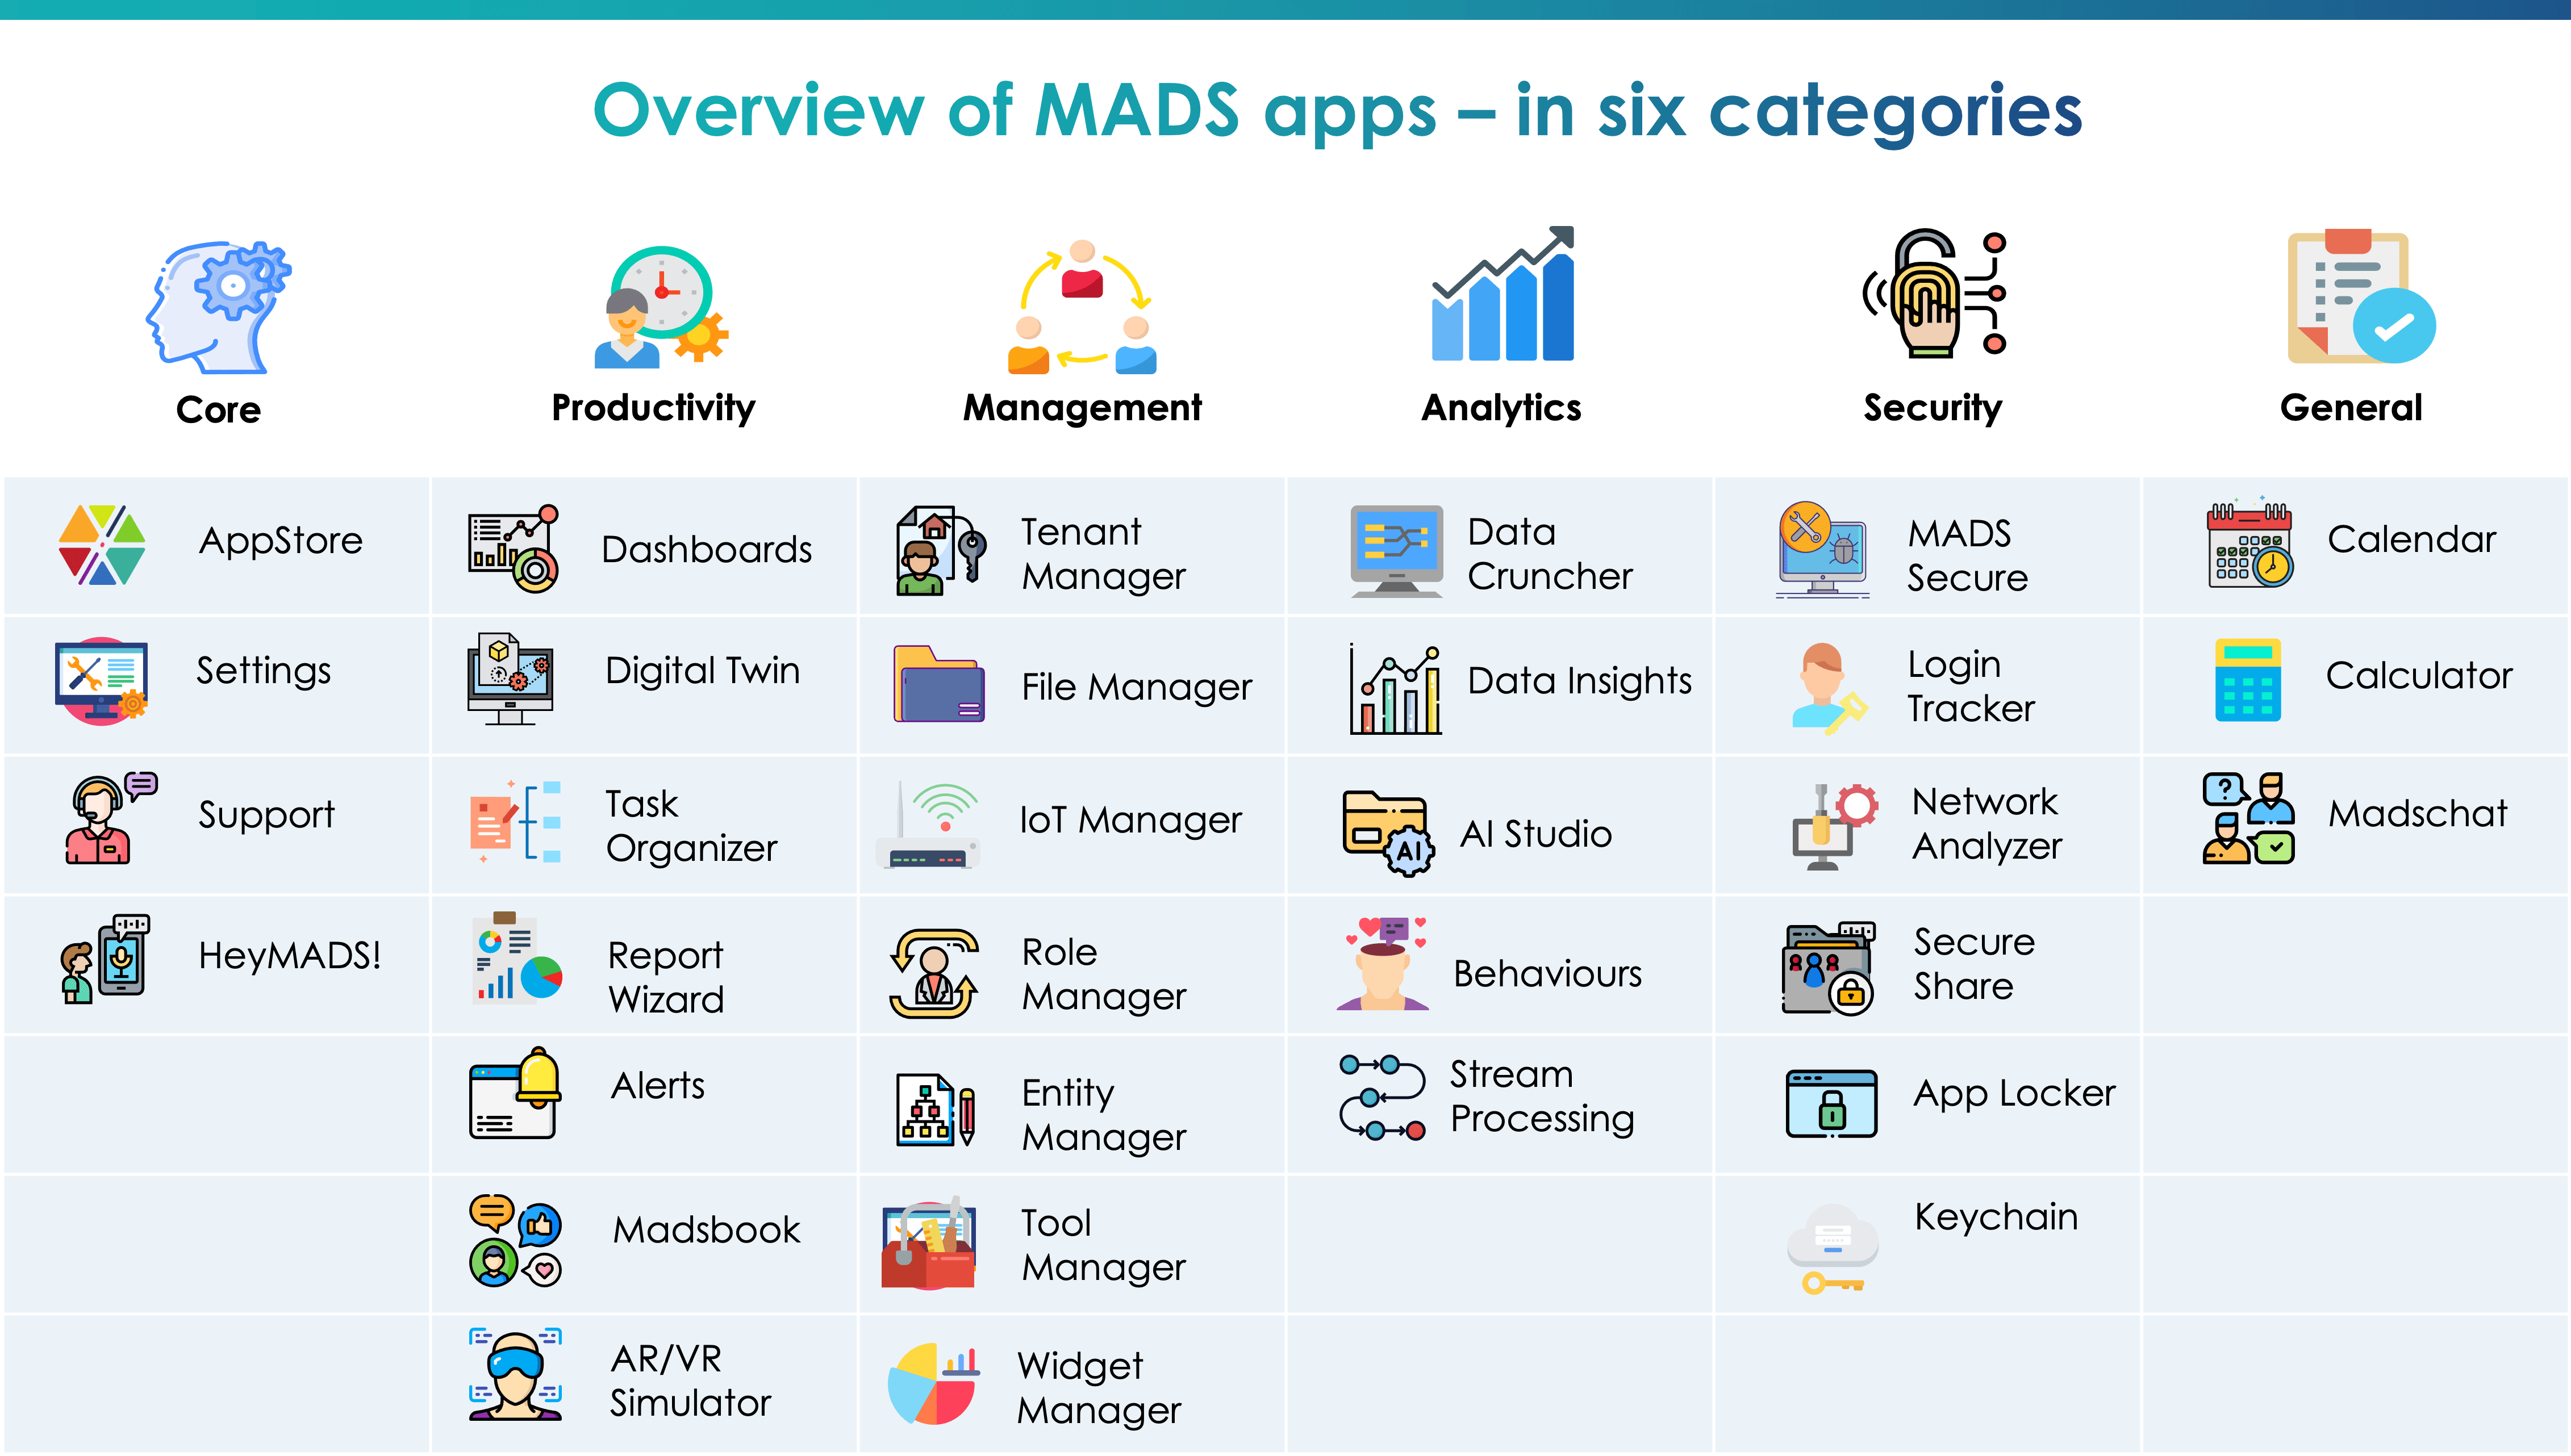 Overview of MADS apps – in six categories
Core
Productivity
Management
Analytics
Security
General
AppStore
Dashboards
Tenant
Manager
Data
Cruncher
MADS
Secure
Calendar
Settings
Digital Twin
File Manager
Data Insights
Login
Tracker
Calculator
Support
Task
Organizer
IoT Manager
AI
AI Studio
Network
Analyzer
?
Madschat
HeyMADS!
Report
Wizard
Role
Manager
Behaviours
Secure
Share
Alerts
Entity
Manager
Stream
Processing
App Locker
Madsbook
Tool
Manager
Keychain
AR/VR
Simulator
Widget
Manager